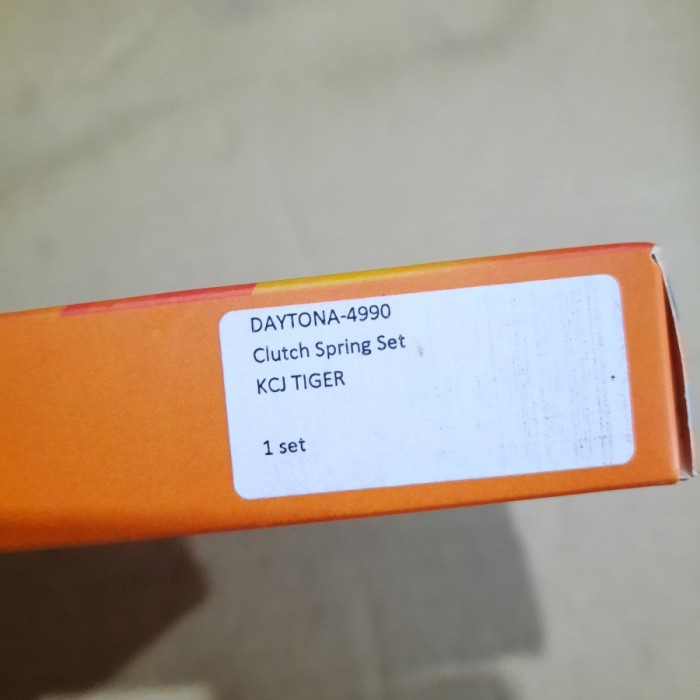 DAYTONA-4990
Clutch Spring Set
KCJ TIGER
1 set